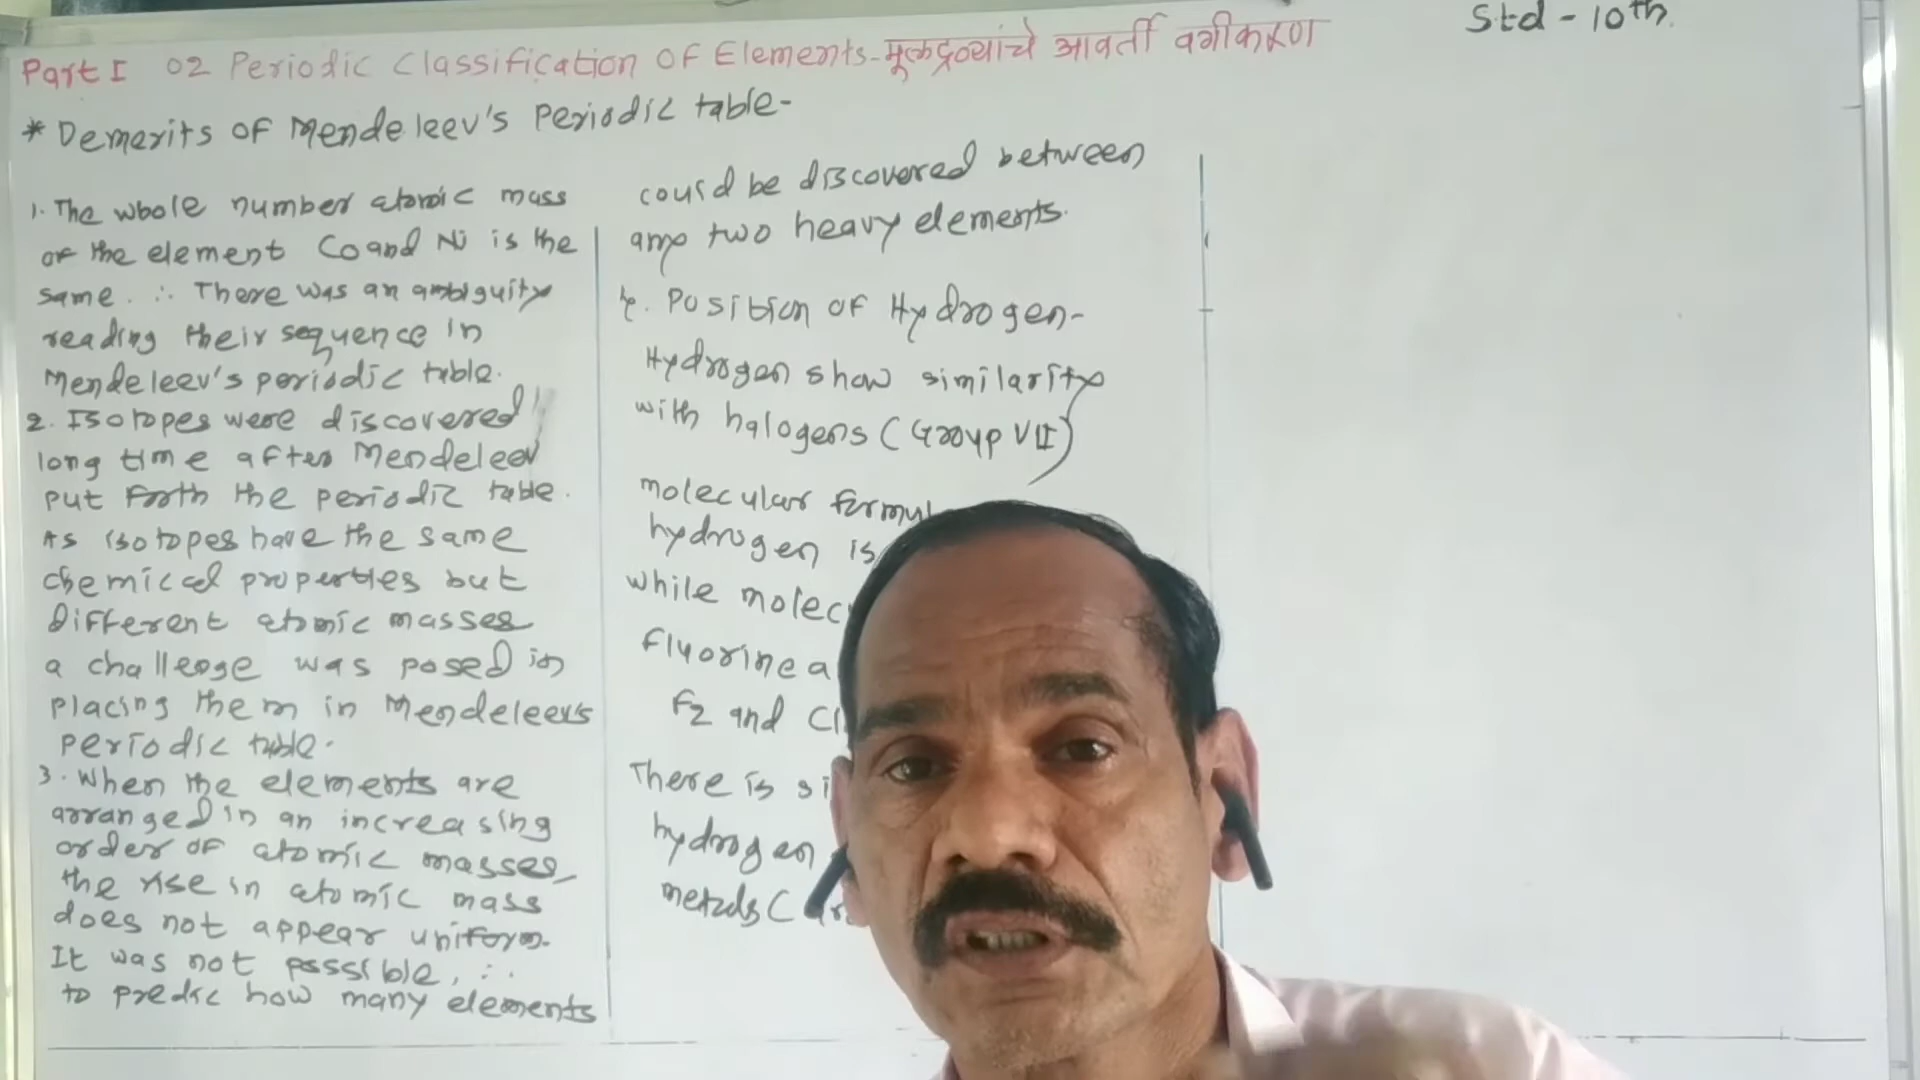 Part I 02 Periodic Classification Of Elements-मूलद्रव्यांचे आवर्ती वर्गीकरण
Std - 10th.
* Demerits of Mendeleev's Periodic table-
1. The whole number atomic mass
of the element Co and Ni is the
same. ∴ There was an ambiguity
reading their sequence in
Mendeleev's periodic table.
2. Isotopes were discovered
long time after Mendeleev
put forth the periodic table.
As isotopes have the same
chemical properties but
different atomic masses
a challenge was posed in
placing them in Mendeleev's
periodic table.
3. When the elements are
arranged in an increasing
order of atomic masses,
the rise in atomic mass
does not appear uniform.
It was not possible, ∴
to predic how many elements
could be discovered between
any two heavy elements.
4. Position of Hydrogen-
Hydrogen show similarity
with halogens (Group VII)
molecular formul
hydrogen is
while molec
fluorine a
F2 and Cl
There is si
hydrogen
metals (